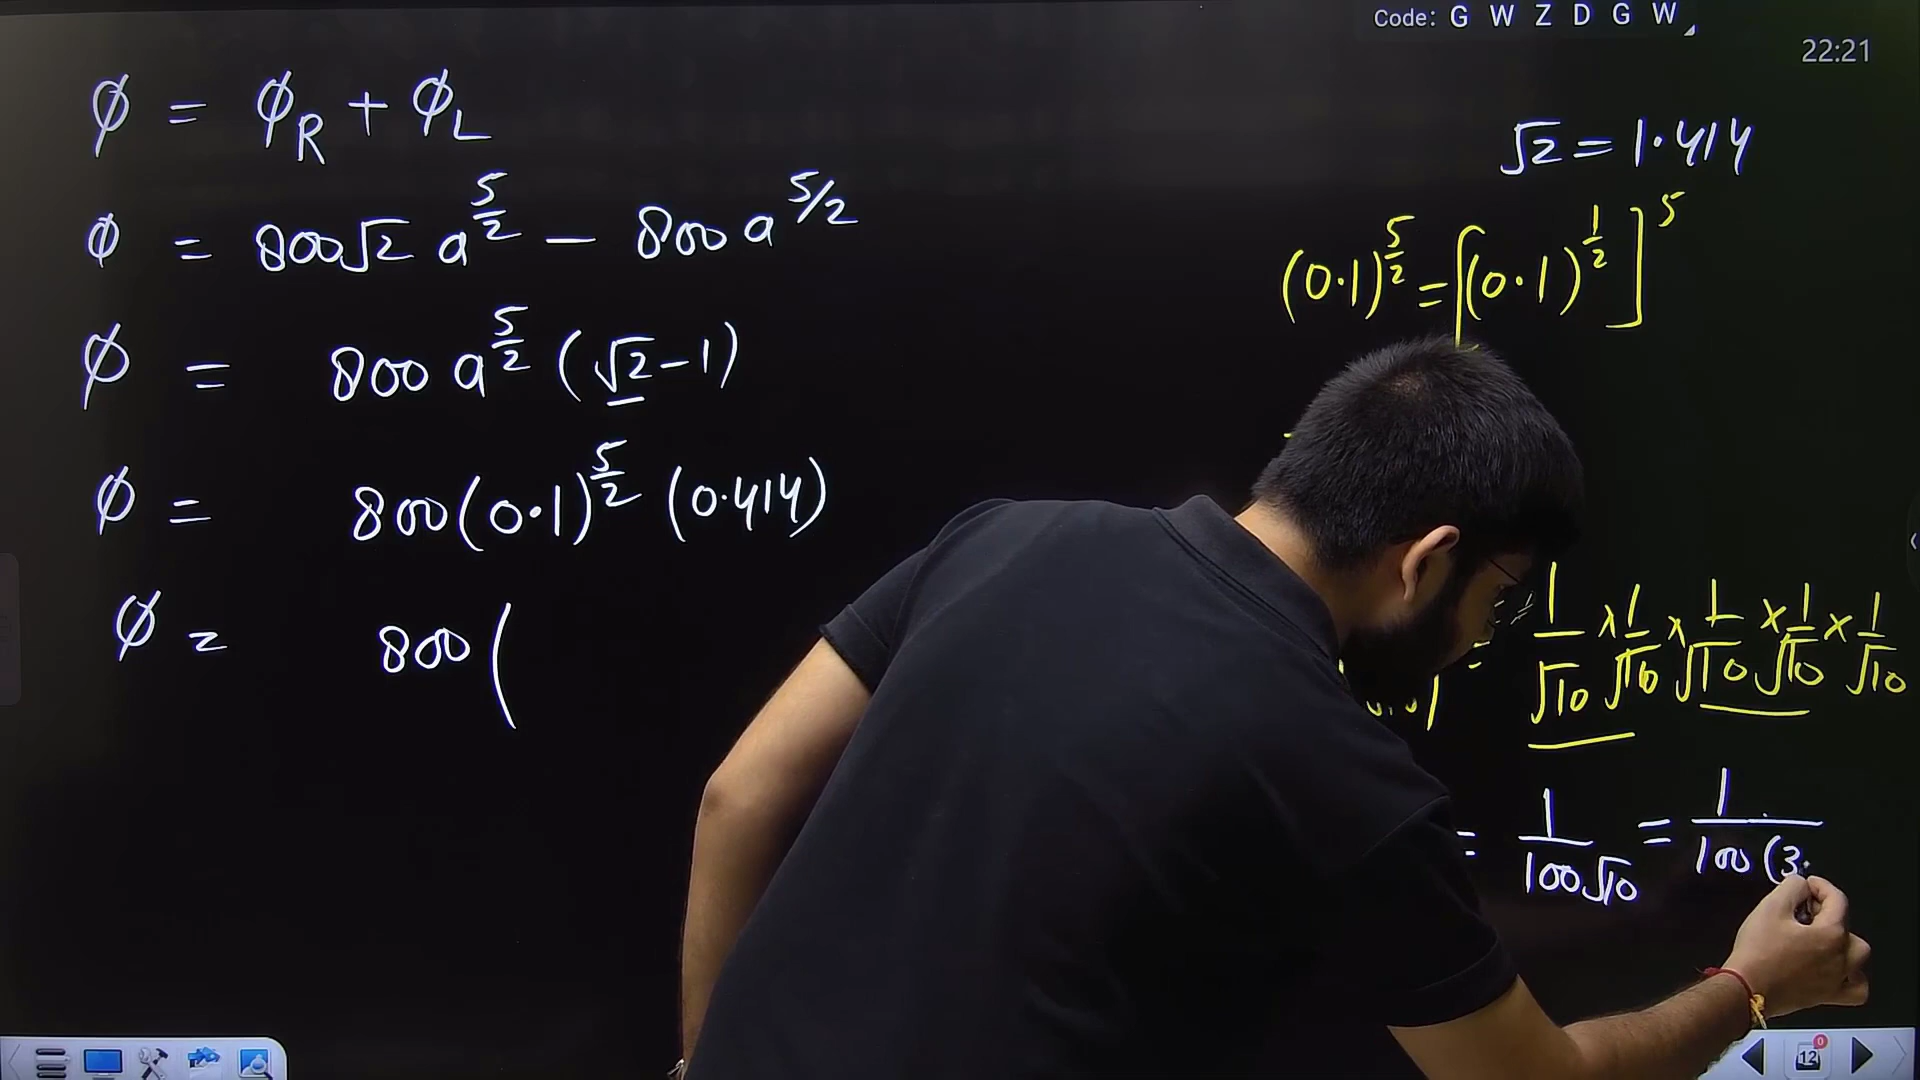 Code: G W Z D G W
22:21
ϕ = ϕ_R + ϕ_L
ϕ = 800√2 a^{5/2} − 800 a^{5/2}
ϕ = 800 a^{5/2} (√2 − 1)
ϕ = 800 (0.1)^{5/2} (0.414)
ϕ = 800 (
√2 = 1.414
(0.1)^{5/2} = [(0.1)^{1/2}]^5
= 1/√10 × 1/√10 × 1/√10 × 1/√10 × 1/√10
= 1/100√10 = 1/100 (3.
0
12